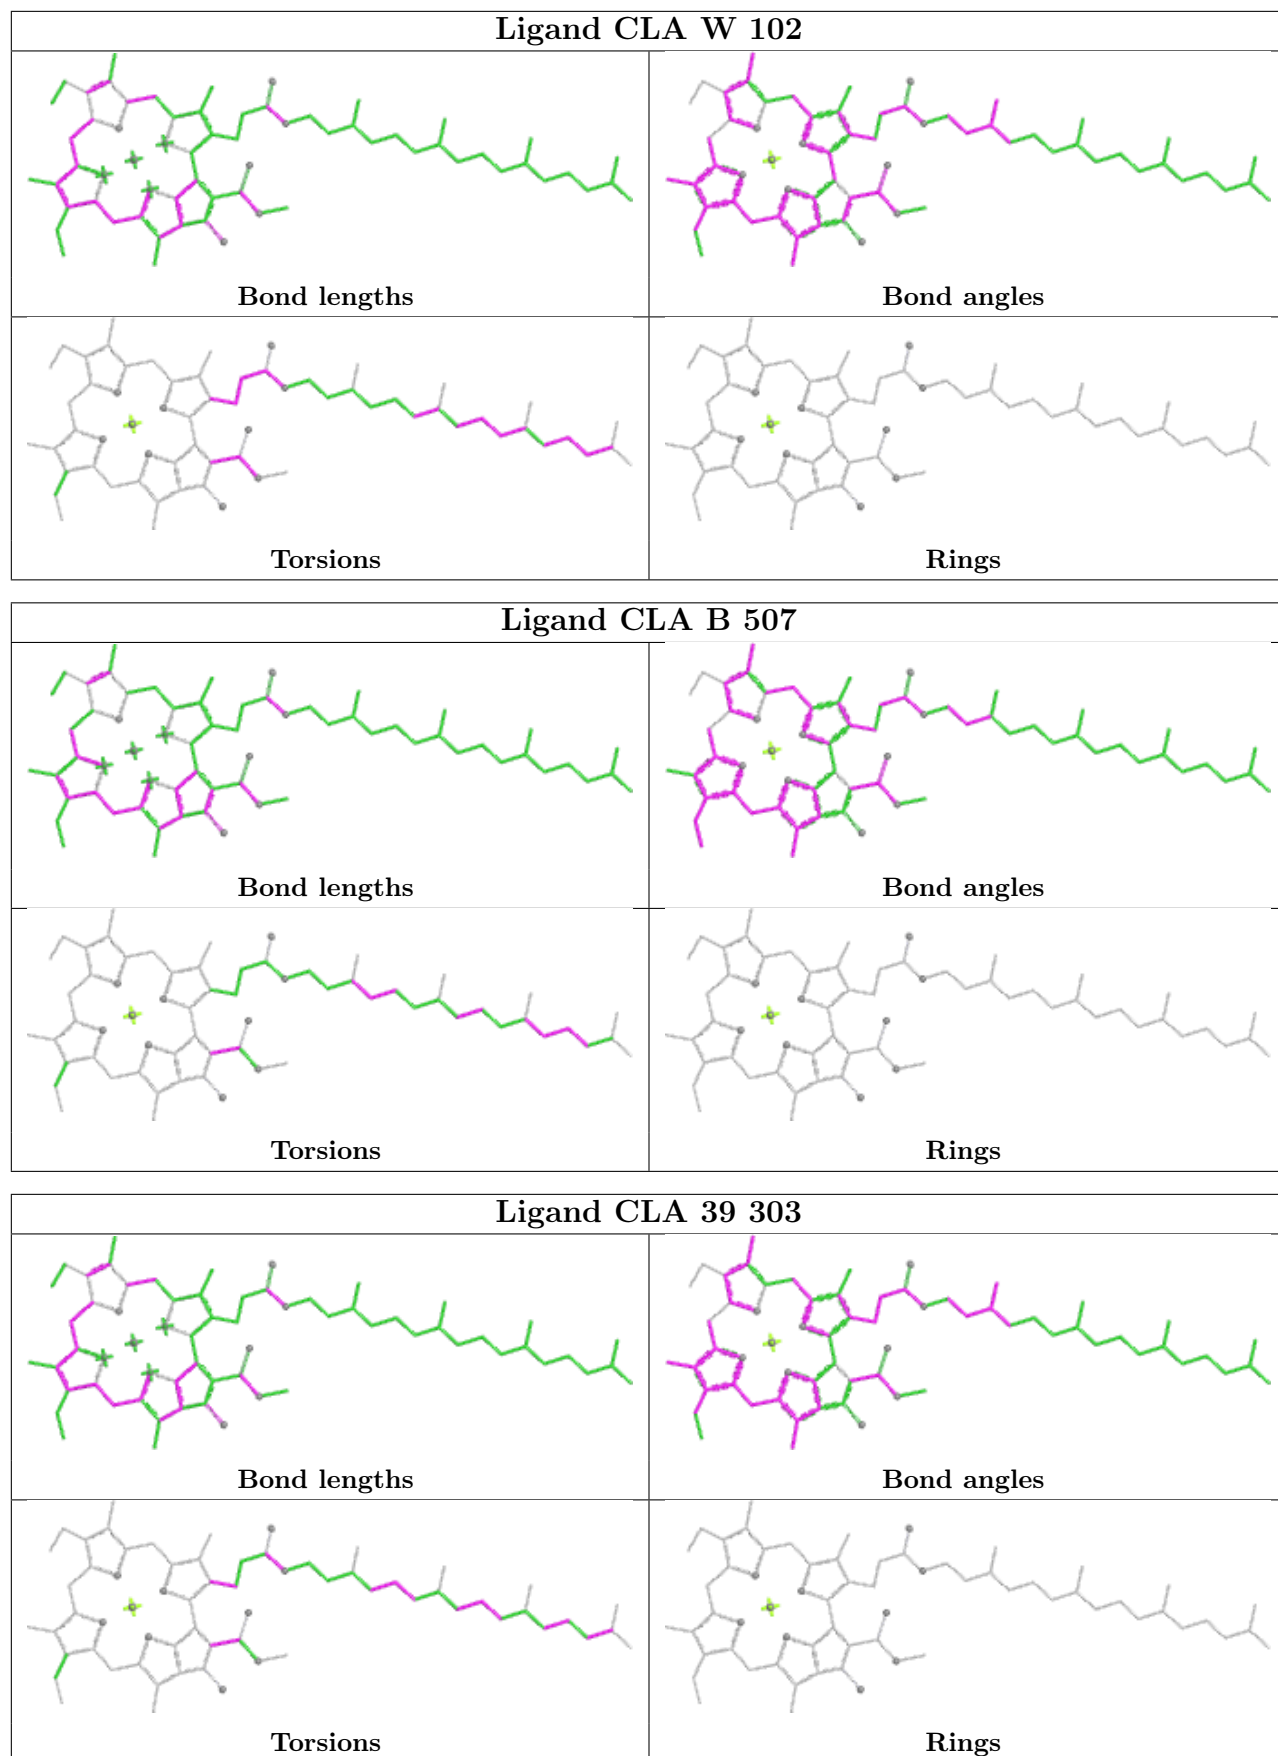 Ligand CLA W 102
Bond lengths
Bond angles
Torsions
Rings
Ligand CLA B 507
Bond lengths
Bond angles
Torsions
Rings
Ligand CLA 39 303
Bond lengths
Bond angles
Torsions
Rings